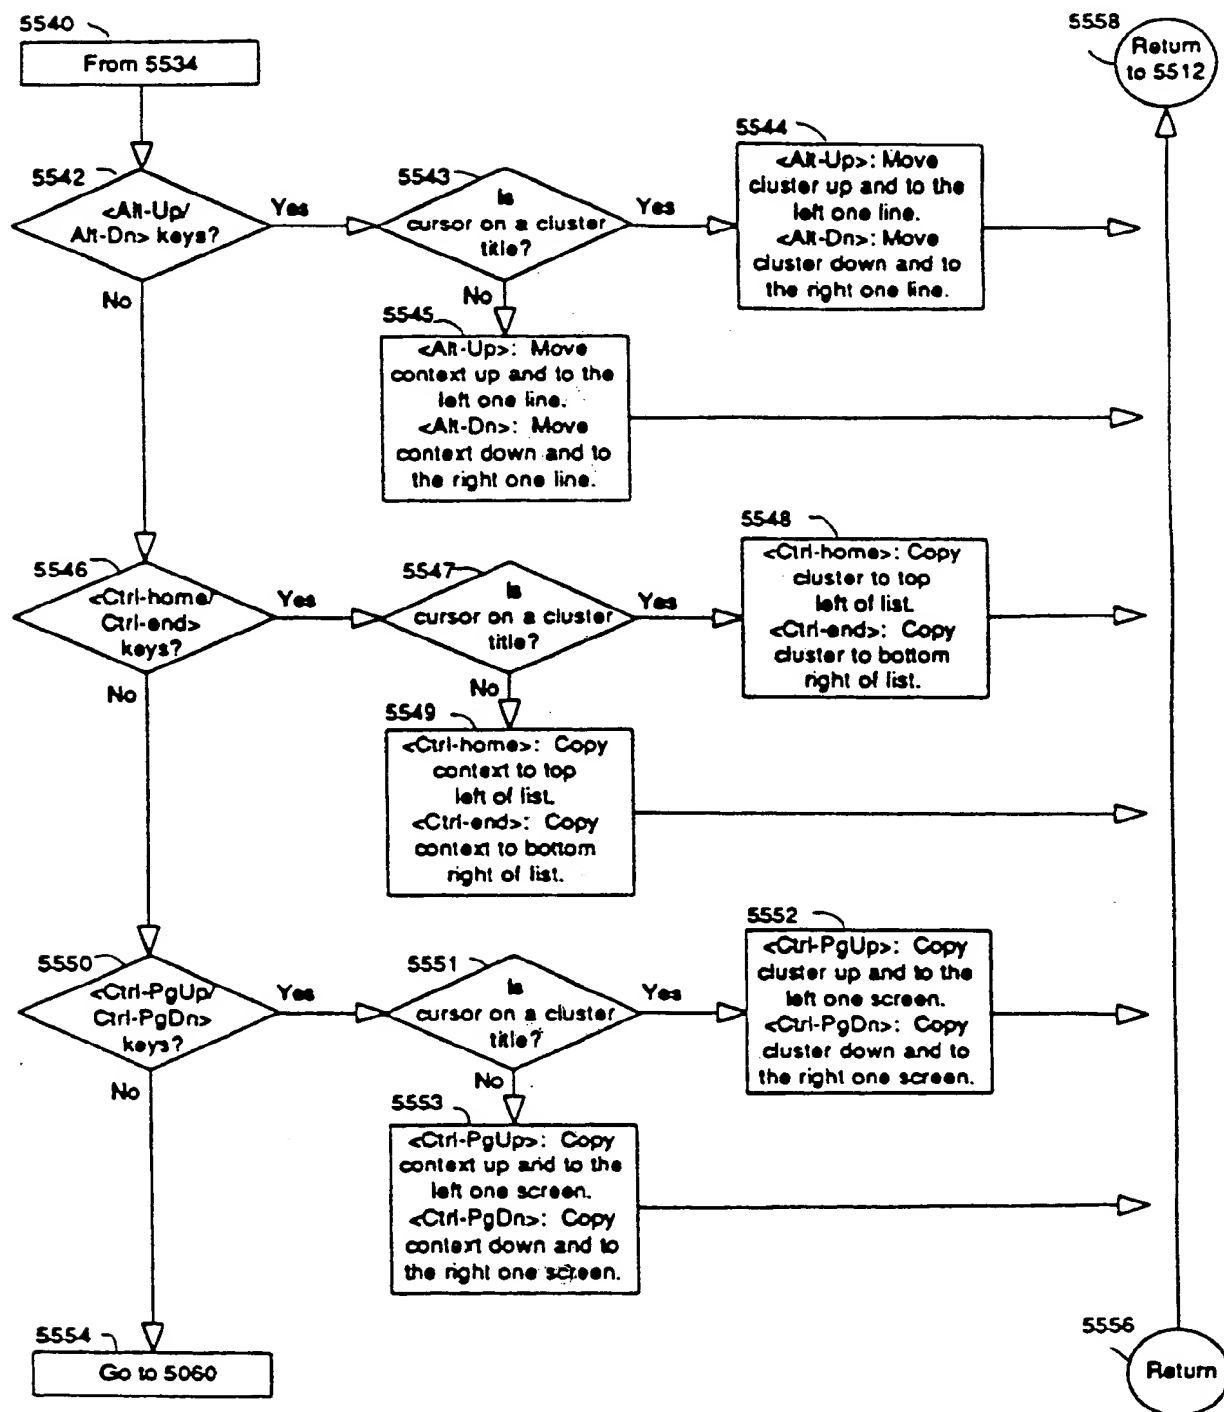 5540
From 5534
5558
Return
to 5512
5542
<Alt-Up/
Alt-Dn> keys?
Yes
No
5543
Is
cursor on a cluster
title?
Yes
No
5544
<Alt-Up>: Move
cluster up and to the
left one line.
<Alt-Dn>: Move
cluster down and to
the right one line.
5545
<Alt-Up>: Move
context up and to the
left one line.
<Alt-Dn>: Move
context down and to
the right one line.
5546
<Ctrl-home/
Ctrl-end>
keys?
Yes
No
5547
Is
cursor on a cluster
title?
Yes
No
5548
<Ctrl-home>: Copy
cluster to top
left of list.
<Ctrl-end>: Copy
cluster to bottom
right of list.
5549
<Ctrl-home>: Copy
context to top
left of list.
<Ctrl-end>: Copy
context to bottom
right of list.
5550
<Ctrl-PgUp/
Ctrl-PgDn>
keys?
Yes
No
5551
Is
cursor on a cluster
title?
Yes
No
5552
<Ctrl-PgUp>: Copy
cluster up and to the
left one screen.
<Ctrl-PgDn>: Copy
cluster down and to
the right one screen.
5553
<Ctrl-PgUp>: Copy
context up and to the
left one screen.
<Ctrl-PgDn>: Copy
context down and to
the right one screen.
5554
Go to 5060
5556
Return